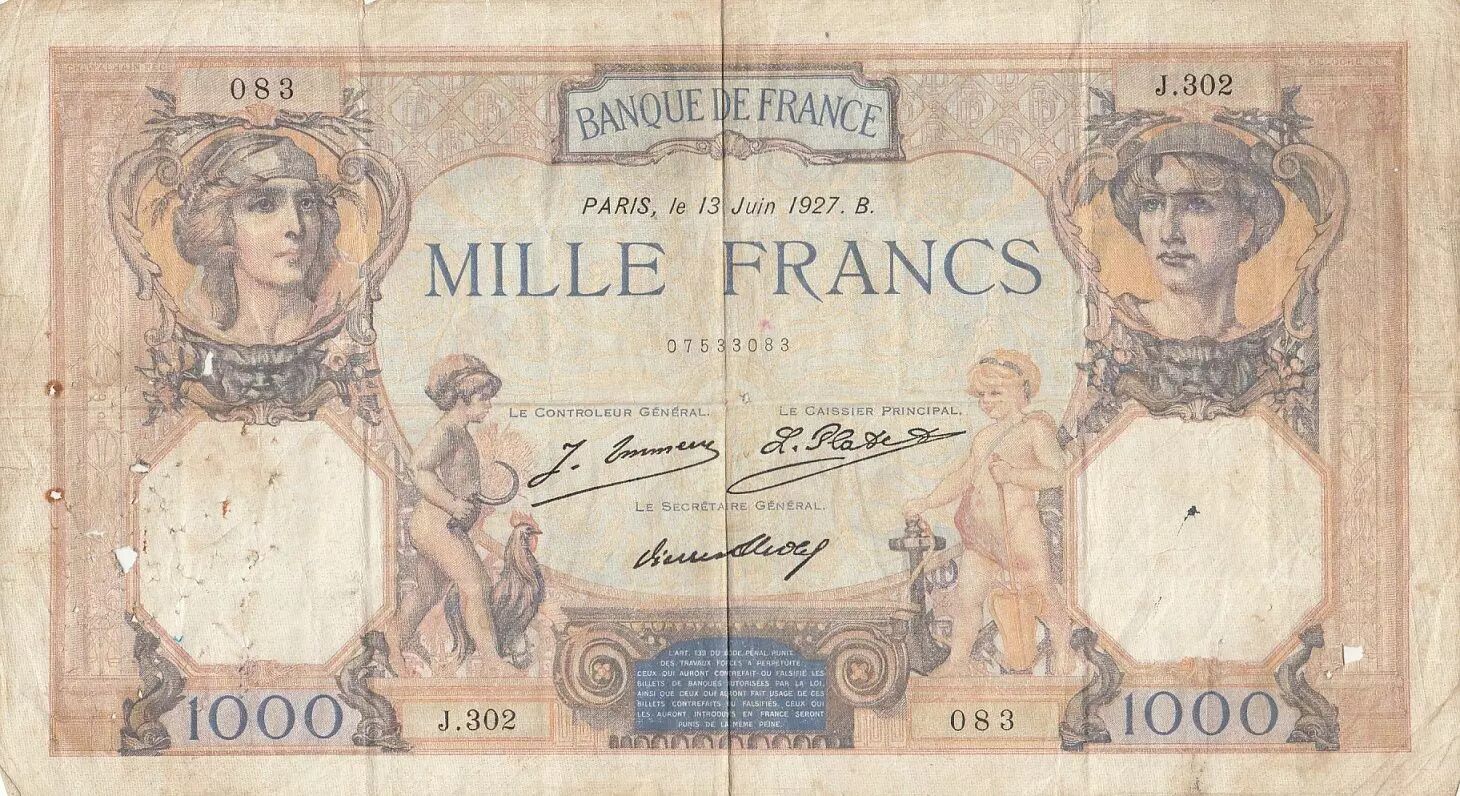 083
J.302
BANQUE DE FRANCE
PARIS, le 13 Juin 1927. B.
MILLE FRANCS
07533083
LE CONTROLEUR GÉNÉRAL.
LE CAISSIER PRINCIPAL.
LE SECRÉTAIRE GÉNÉRAL.
L'ART. 139 DU CODE PÉNAL PUNIT
DES TRAVAUX FORCÉS A PERPÉTUITÉ
CEUX QUI AURONT CONTREFAIT OU FALSIFIÉ LES
BILLETS DE BANQUES AUTORISÉES PAR LA LOI,
AINSI QUE CEUX QUI AURONT FAIT USAGE DE CES
BILLETS CONTREFAITS OU FALSIFIÉS. CEUX QUI
LES AURONT INTRODUITS EN FRANCE SERONT
PUNIS DE LA MÊME PEINE.
1000
J.302
083
1000